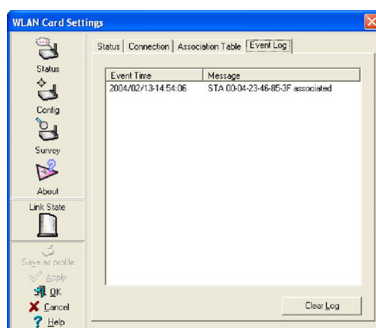 WLAN Card Settings
Status
Connection
Association Table
Event Log
Event Time
Message
2004/02/13-14:54:06
STA 00-04-23-46-85-3F associated
Status
Config
Survey
About
Link State
Save as profile
Apply
OK
Cancel
Help
Clear Log